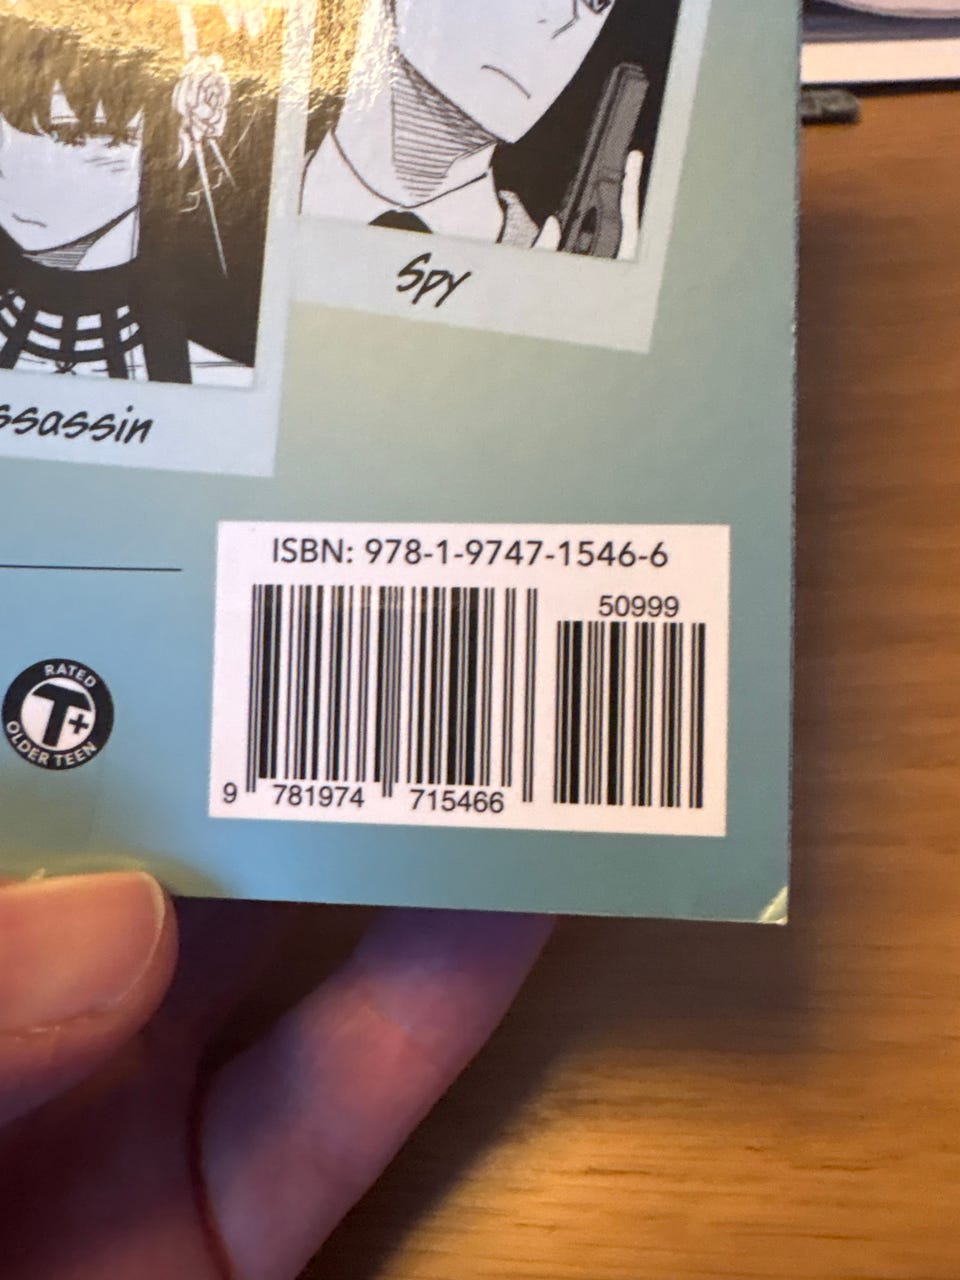 Spy
ssassin
ISBN: 978-1-9747-1546-6
50999
RATED
T+
OLDER TEEN
9 781974 715466